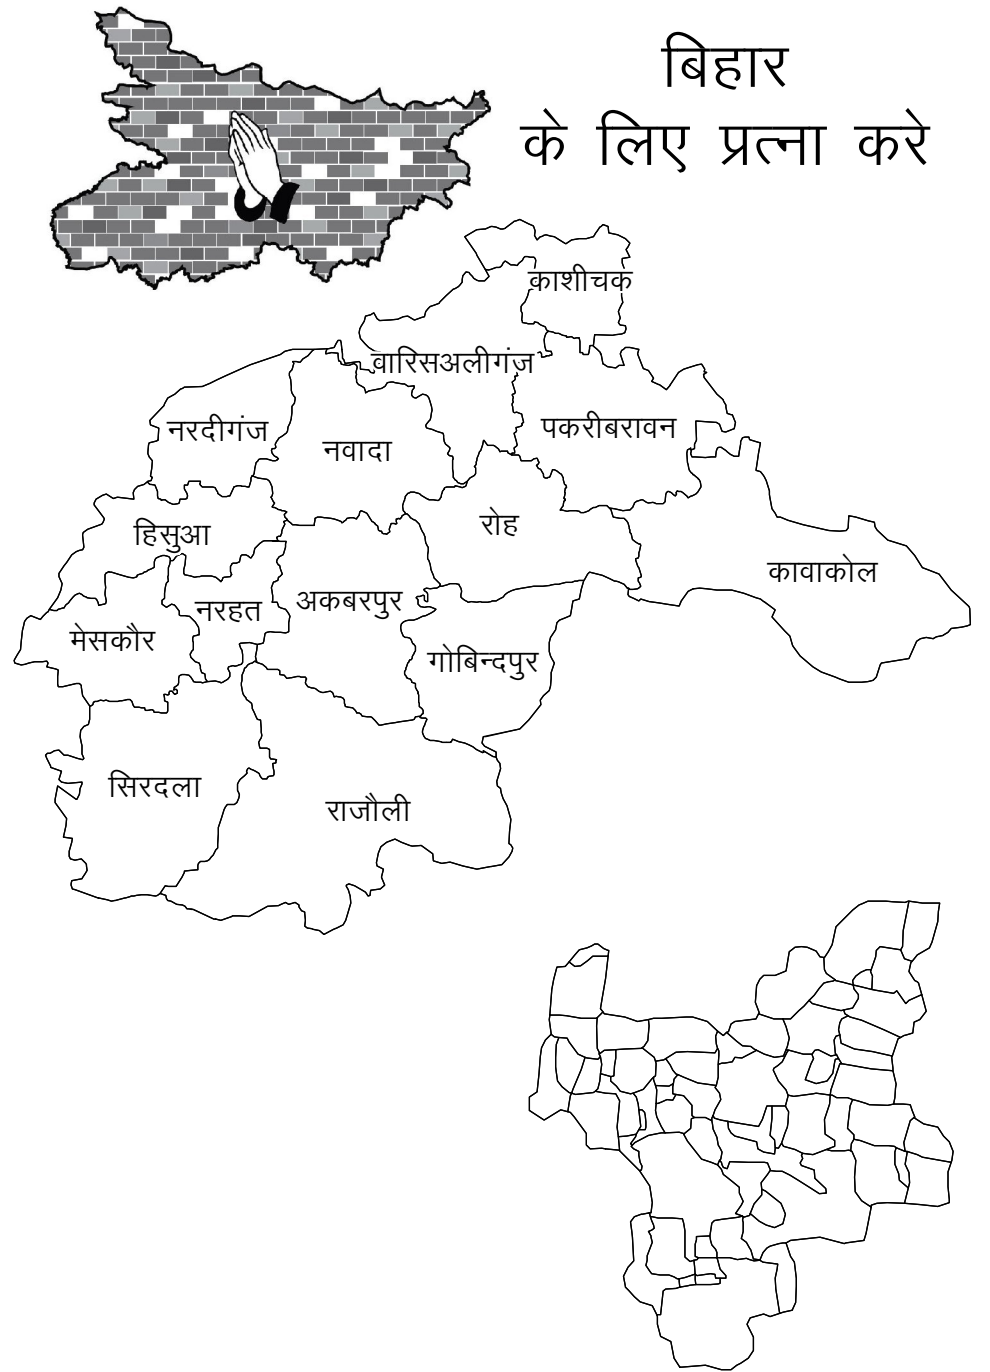 बिहार
के लिए प्रत्ना करे
काशीचक
वारिसअलीगंज
नरदीगंज
नवादा
पकरीबरावन
हिसुआ
रोह
कावाकोल
नरहत
अकबरपुर
मेसकौर
गोबिन्दपुर
सिरदला
राजौली